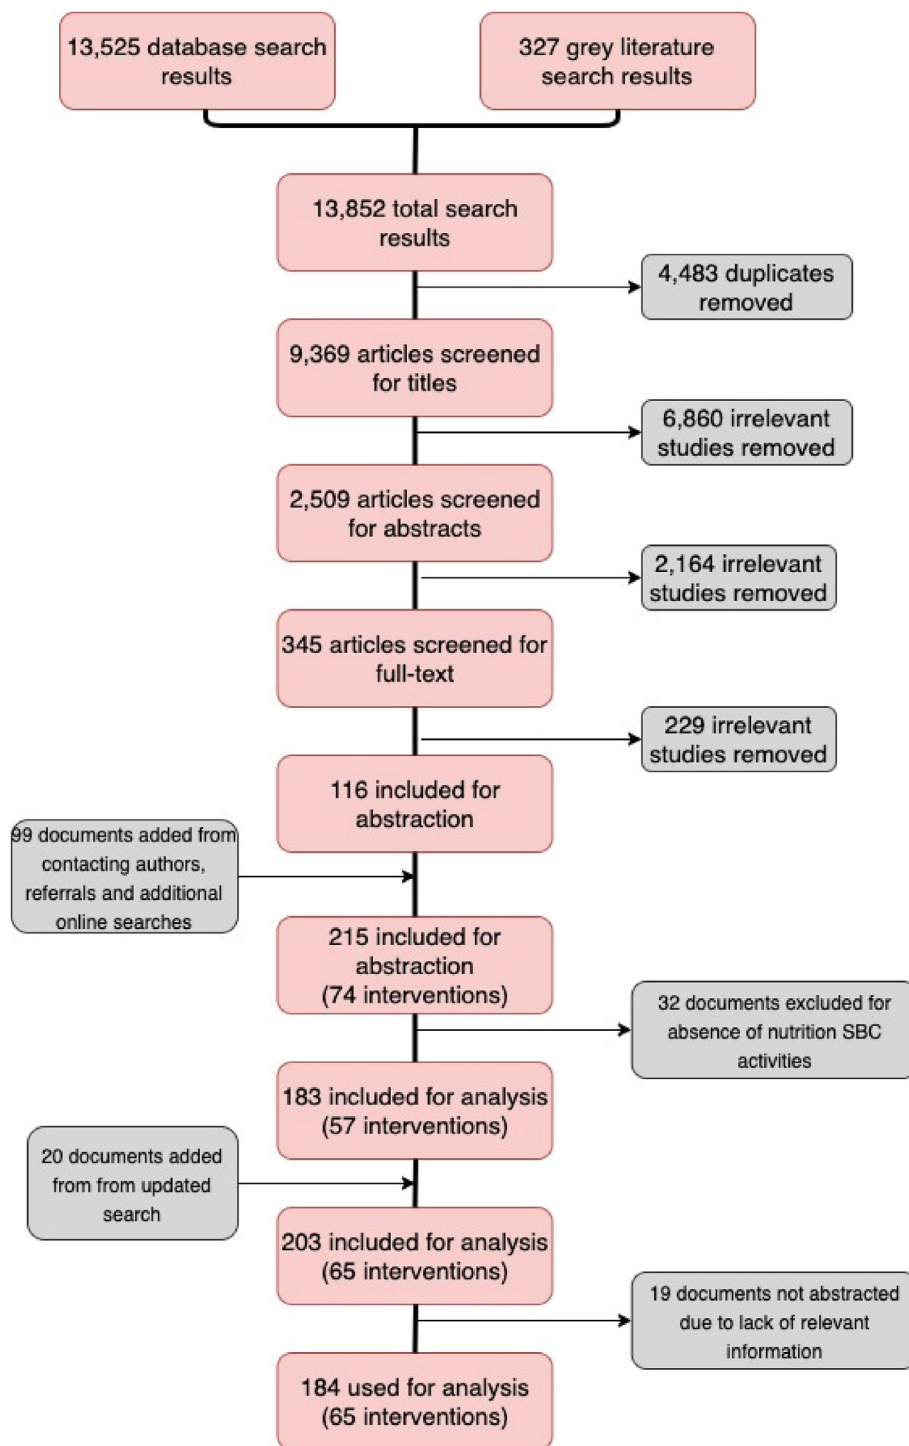 13,525 database search
results
327 grey literature
search results
13,852 total search
results
4,483 duplicates
removed
9,369 articles screened
for titles
6,860 irrelevant
studies removed
2,509 articles screened
for abstracts
2,164 irrelevant
studies removed
345 articles screened for
full-text
229 irrelevant
studies removed
116 included for
abstraction
99 documents added from
contacting authors,
referrals and additional
online searches
215 included for
abstraction
(74 interventions)
32 documents excluded for
absence of nutrition SBC
activities
183 included for analysis
(57 interventions)
20 documents added
from from updated
search
203 included for analysis
(65 interventions)
19 documents not abstracted
due to lack of relevant
information
184 used for analysis
(65 interventions)